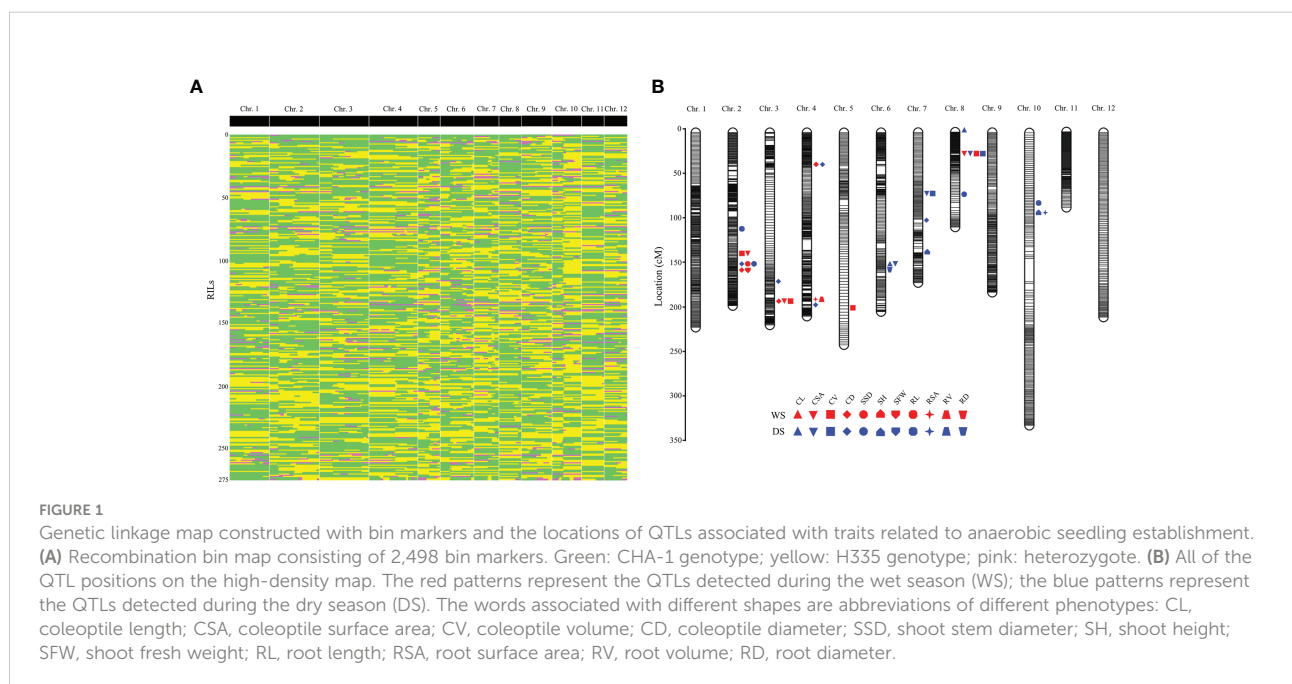 A
B
Chr. 1 Chr. 2 Chr. 3 Chr. 4 Chr. 5 Chr. 6 Chr. 7 Chr. 8 Chr. 9 Chr. 10 Chr. 11 Chr. 12
0
50
100
150
200
250
275
RILs
Chr. 1 Chr. 2 Chr. 3 Chr. 4 Chr. 5 Chr. 6 Chr. 7 Chr. 8 Chr. 9 Chr. 10 Chr. 11 Chr. 12
0
50
100
150
200
250
300
350
Location (cM)
CL CSA CV CD SSD SH SFW RL RSA RV RD
WS
DS
FIGURE 1
Genetic linkage map constructed with bin markers and the locations of QTLs associated with traits related to anaerobic seedling establishment.
(A) Recombination bin map consisting of 2,498 bin markers. Green: CHA-1 genotype; yellow: H335 genotype; pink: heterozygote. (B) All of the
QTL positions on the high-density map. The red patterns represent the QTLs detected during the wet season (WS); the blue patterns represent
the QTLs detected during the dry season (DS). The words associated with different shapes are abbreviations of different phenotypes: CL,
coleoptile length; CSA, coleoptile surface area; CV, coleoptile volume; CD, coleoptile diameter; SSD, shoot stem diameter; SH, shoot height;
SFW, shoot fresh weight; RL, root length; RSA, root surface area; RV, root volume; RD, root diameter.